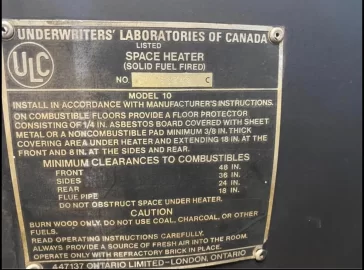 UNDERWRITERS' LABORATORIES OF CANADA
LISTED
ULC
SPACE HEATER
(SOLID FUEL FIRED)
NO. C
MODEL 10
INSTALL IN ACCORDANCE WITH MANUFACTURER'S INSTRUCTIONS.
ON COMBUSTIBLE FLOORS PROVIDE A FLOOR PROTECTOR
CONSISTING OF 1/4 IN. ASBESTOS BOARD COVERED WITH SHEET
METAL OR A NONCOMBUSTIBLE PAD MINIMUM 3/8 IN. THICK
COVERING AREA UNDER HEATER AND EXTENDING 18 IN. AT THE
FRONT AND 8 IN. AT THE SIDES AND REAR.
MINIMUM CLEARANCES TO COMBUSTIBLES
FRONT 48 IN.
SIDES 36 IN.
REAR 24 IN.
FLUE PIPE 18 IN.
DO NOT OBSTRUCT SPACE UNDER HEATER.
CAUTION
BURN WOOD ONLY. DO NOT USE COAL, CHARCOAL, OR OTHER
FUELS.
READ OPERATING INSTRUCTIONS CAREFULLY.
ALWAYS PROVIDE A SOURCE OF FRESH AIR INTO THE ROOM.
OPERATE ONLY WITH REFRACTORY BRICK IN PLACE.
447137 ONTARIO LIMITED-LONDON, ONTARIO